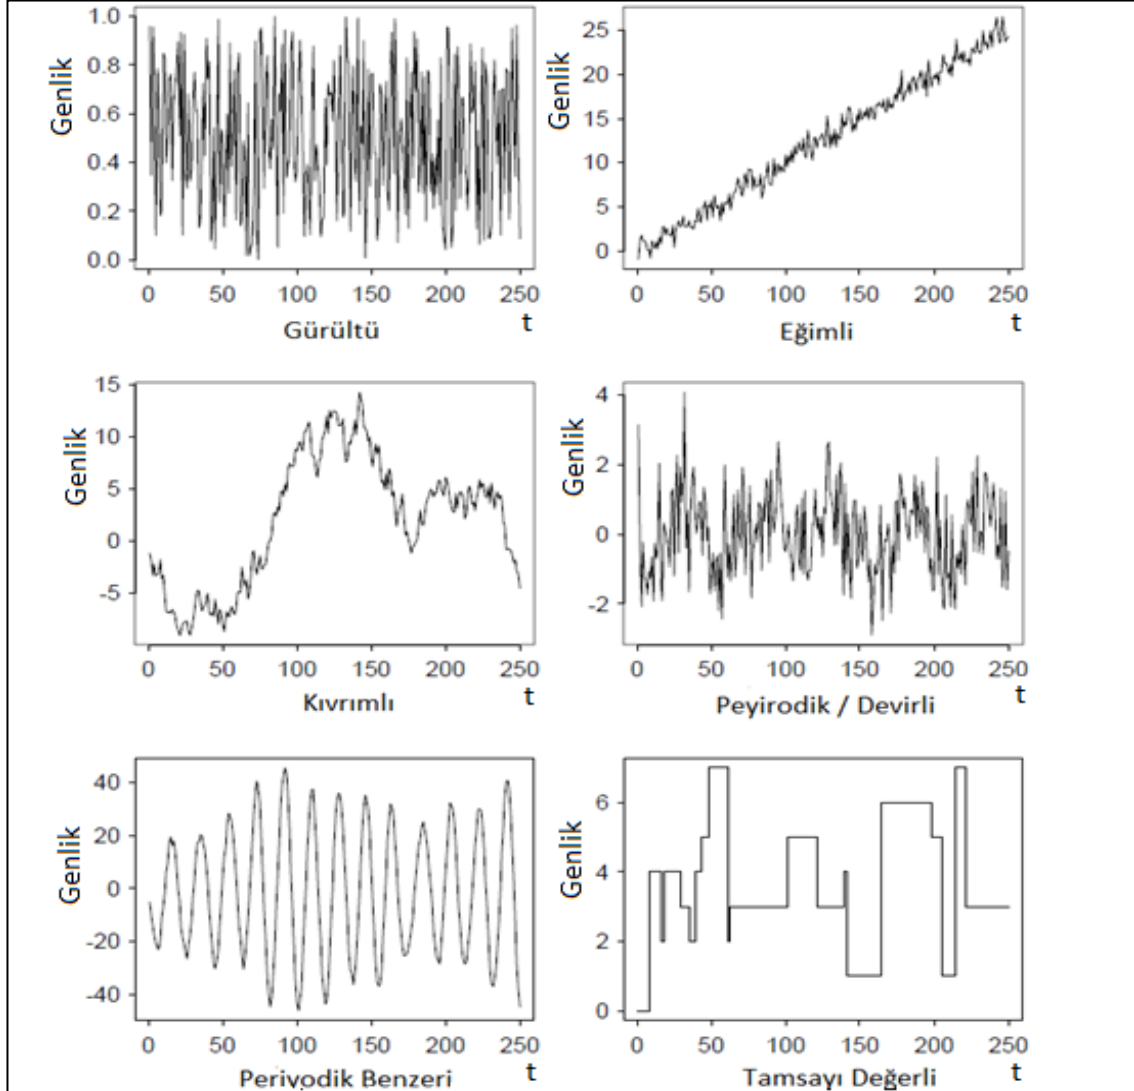 Genlik
1.0
0.8
0.6
0.4
0.2
0.0
0 50 100 150 200 250
Gürültü t
Genlik
25
20
15
10
5
0
0 50 100 150 200 250
Eğimli t
Genlik
15
10
5
0
-5
0 50 100 150 200 250
Kıvrımlı t
Genlik
4
2
0
-2
0 50 100 150 200 250
Peyirodik / Devirli t
Genlik
40
20
0
-20
-40
0 50 100 150 200 250
Periyodik Benzeri t
Genlik
6
4
2
0
0 50 100 150 200 250
Tamsayı Değerli t